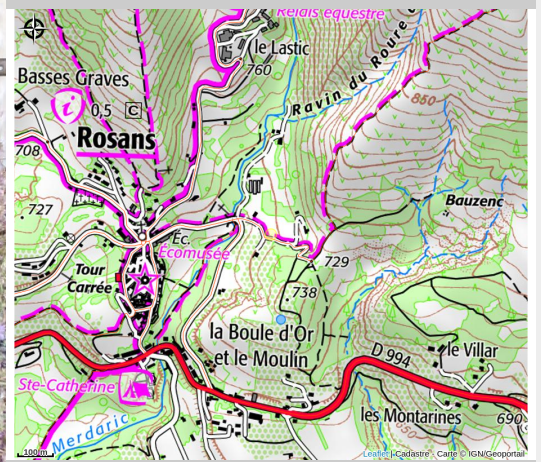 Relais équestre
le Lastic
760
Basses Graves
0,5 C
Ravin du Roure
850
Rosans
708
727
Bauzenc
Éc.
Écomusée
729
Tour
Carrée
738
la Boule d'Or
et le Moulin
D 994
le Villar
Ste-Catherine
les Montarines
690
Merdaric
100 m
Leaflet | Cadastre - Carte © IGN/Geoportail